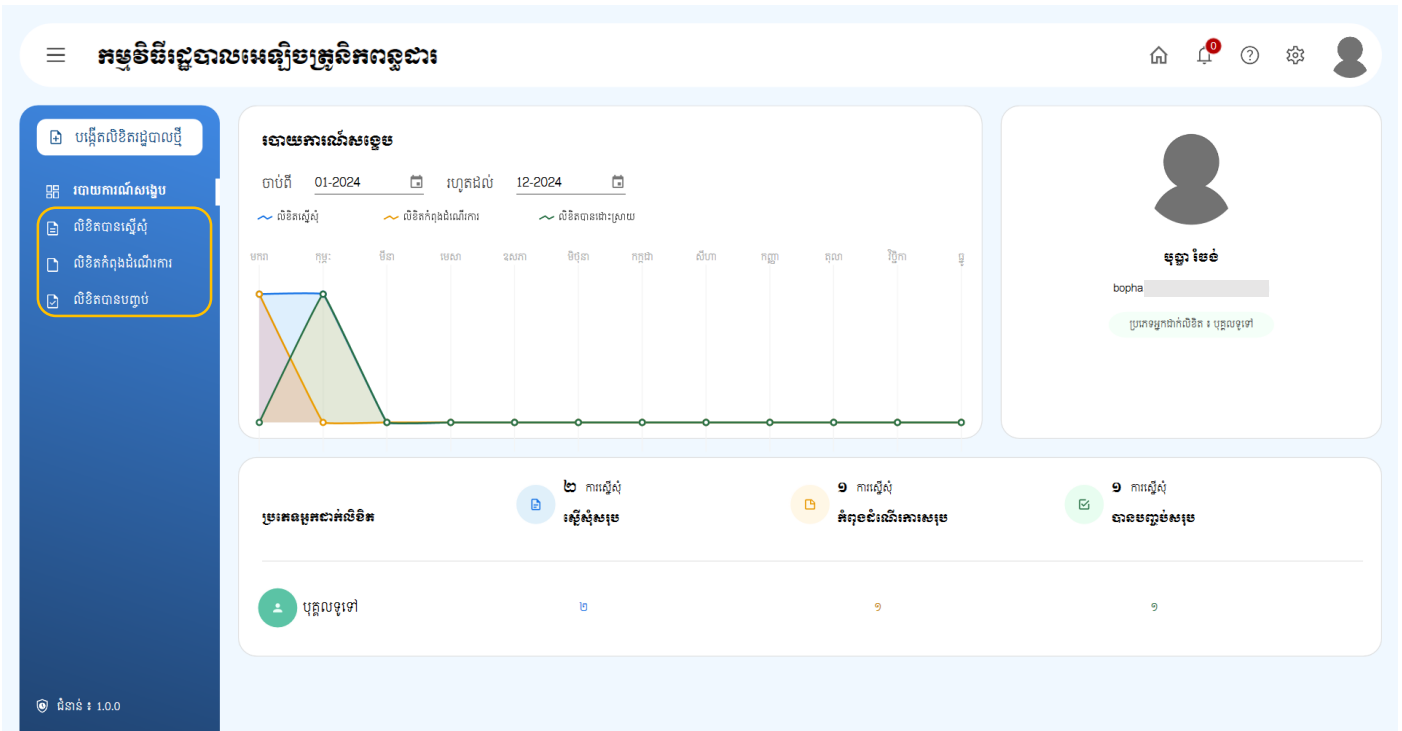 កម្មវិធីរដ្ឋបាលអេឡិចត្រូនិកពន្ធដារ
0
បង្កើតលិខិតរដ្ឋបាលថ្មី
របាយការណ៍សង្ខេប
លិខិតបានស្នើសុំ
លិខិតកំពុងដំណើរការ
លិខិតបានបញ្ចប់
ជំនាន់ ៖ 1.0.0
របាយការណ៍សង្ខេប
ចាប់ពី 01-2024 រហូតដល់ 12-2024
លិខិតស្នើសុំ លិខិតកំពុងដំណើរការ លិខិតបានដោះស្រាយ
មករា កុម្ភៈ មីនា មេសា ឧសភា មិថុនា កក្កដា សីហា កញ្ញា តុលា វិច្ឆិកា ធ្នូ
បុប្ផា រំចង់
bopha
ប្រភេទអ្នកដាក់លិខិត ៖ បុគ្គលទូទៅ
ប្រភេទអ្នកដាក់លិខិត
២ ការស្នើសុំ
ស្នើសុំសរុប
១ ការស្នើសុំ
កំពុងដំណើរការសរុប
១ ការស្នើសុំ
បានបញ្ចប់សរុប
បុគ្គលទូទៅ ២ ១ ១